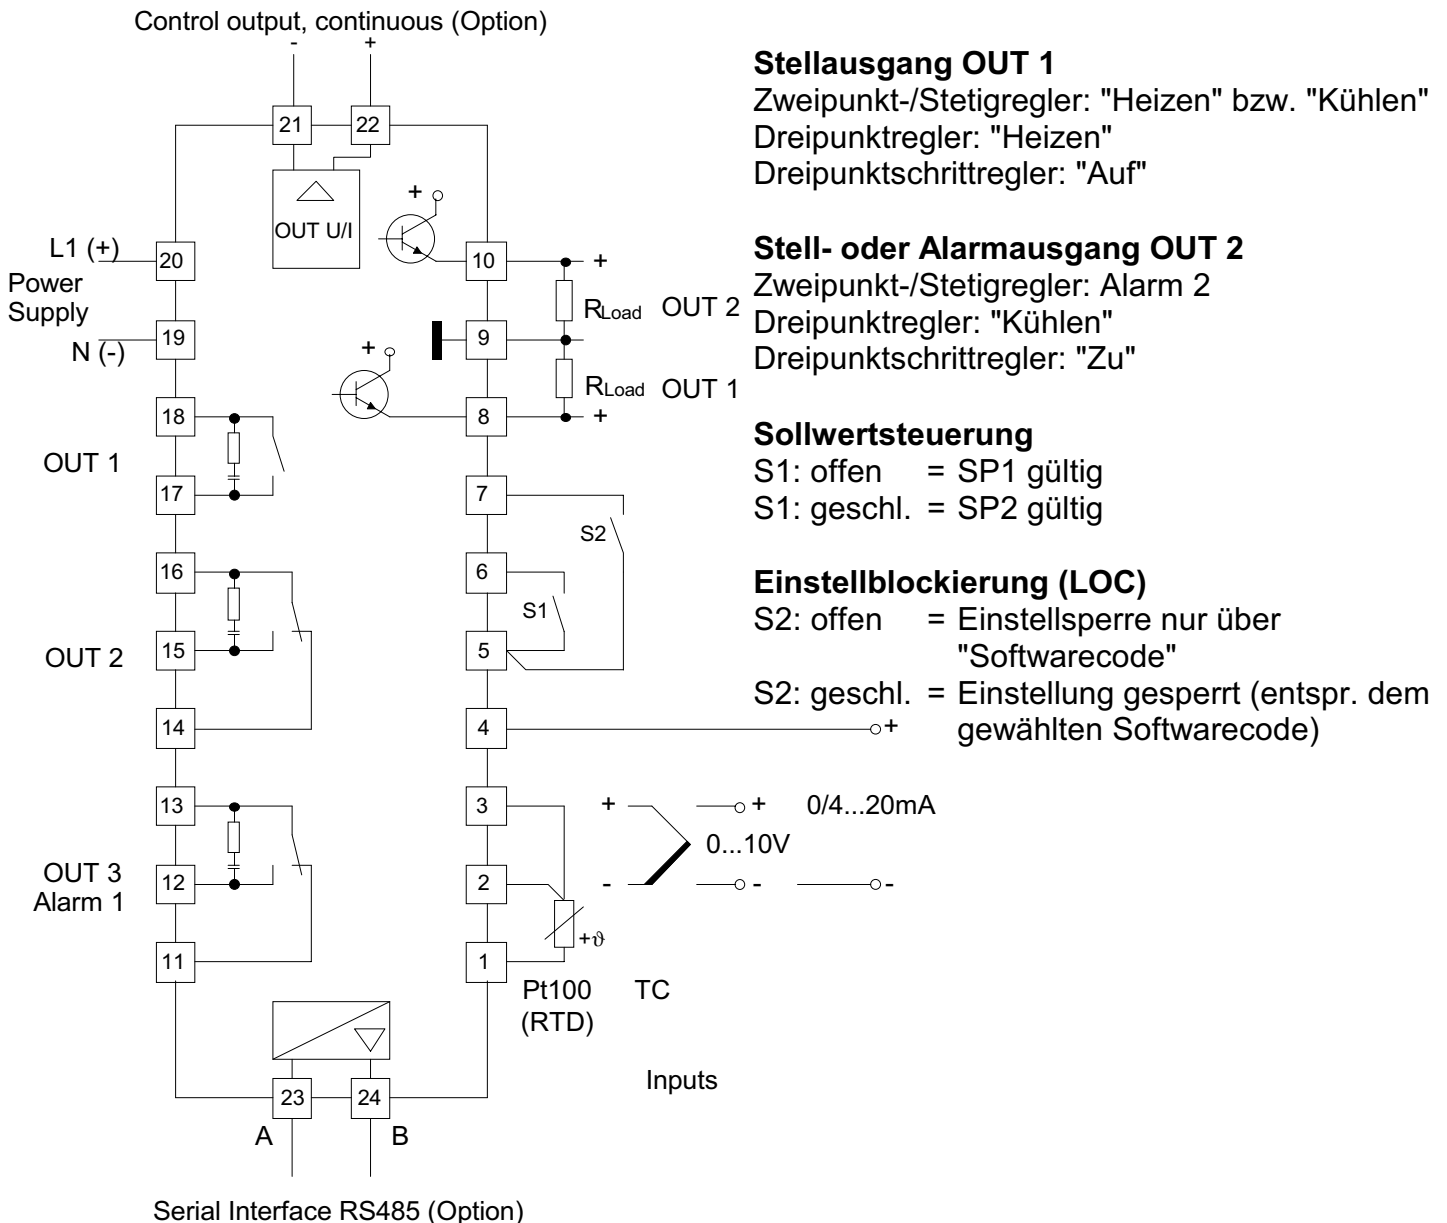 Control output, continuous (Option)
- +
21 22
OUT U/I
+
L1 (+)
20
Power
Supply
19
N (-)
10 +
RLoad OUT 2
9
+
RLoad OUT 1
8 +
18
OUT 1
17
7
S2
16
6
S1
OUT 2
15
5
14
4
+
13
3
+ + 0/4...20mA
0...10V
OUT 3
Alarm 1
12
2
- - -
+ϑ
11
1
Pt100 TC
(RTD)
Inputs
23 24
A B
Serial Interface RS485 (Option)
Stellausgang OUT 1
Zweipunkt-/Stetigregler: "Heizen" bzw. "Kühlen"
Dreipunktregler: "Heizen"
Dreipunktschrittregler: "Auf"
Stell- oder Alarmausgang OUT 2
Zweipunkt-/Stetigregler: Alarm 2
Dreipunktregler: "Kühlen"
Dreipunktschrittregler: "Zu"
Sollwertsteuerung
S1: offen = SP1 gültig
S1: geschl. = SP2 gültig
Einstellblockierung (LOC)
S2: offen = Einstellsperre nur über
"Softwarecode"
S2: geschl. = Einstellung gesperrt (entspr. dem
gewählten Softwarecode)